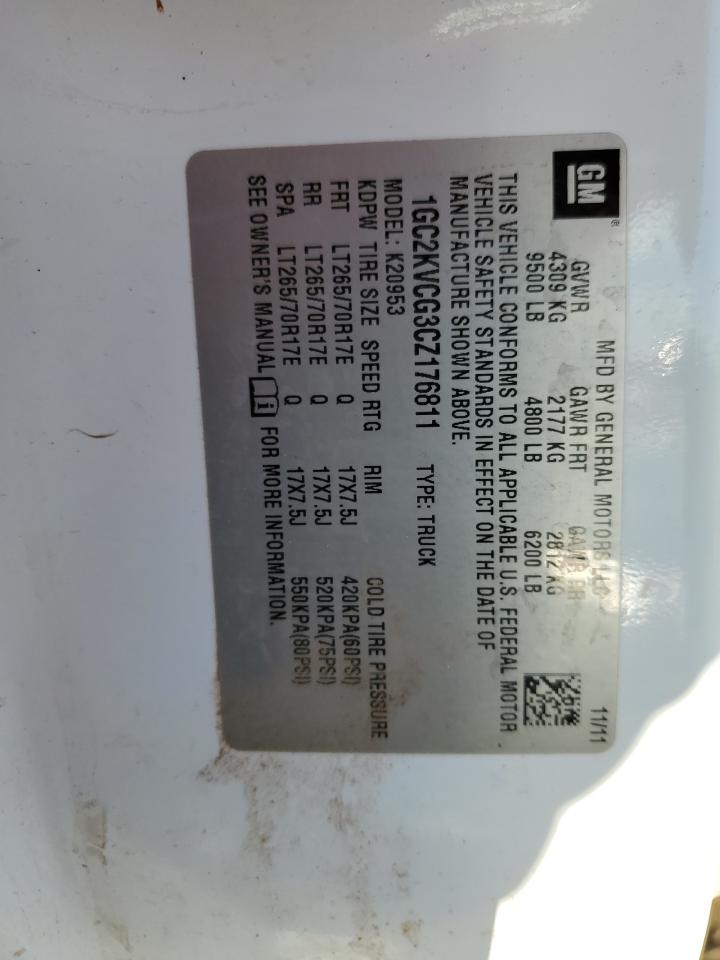 GM®
MFD BY GENERAL MOTORS LLC 11/11
GVWR GAWR FRT GAWR RR
4309 KG 2177 KG 2812 KG
9500 LB 4800 LB 6200 LB
THIS VEHICLE CONFORMS TO ALL APPLICABLE U.S. FEDERAL MOTOR
VEHICLE SAFETY STANDARDS IN EFFECT ON THE DATE OF
MANUFACTURE SHOWN ABOVE.
1GC2KVCG3CZ176811 TYPE: TRUCK
MODEL: K20953
KDPW TIRE SIZE SPEED RTG RIM COLD TIRE PRESSURE
FRT LT265/70R17E Q 17X7.5J 420KPA(60PSI)
RR LT265/70R17E Q 17X7.5J 520KPA(75PSI)
SPA LT265/70R17E Q 17X7.5J 550KPA(80PSI)
SEE OWNER'S MANUAL FOR MORE INFORMATION.